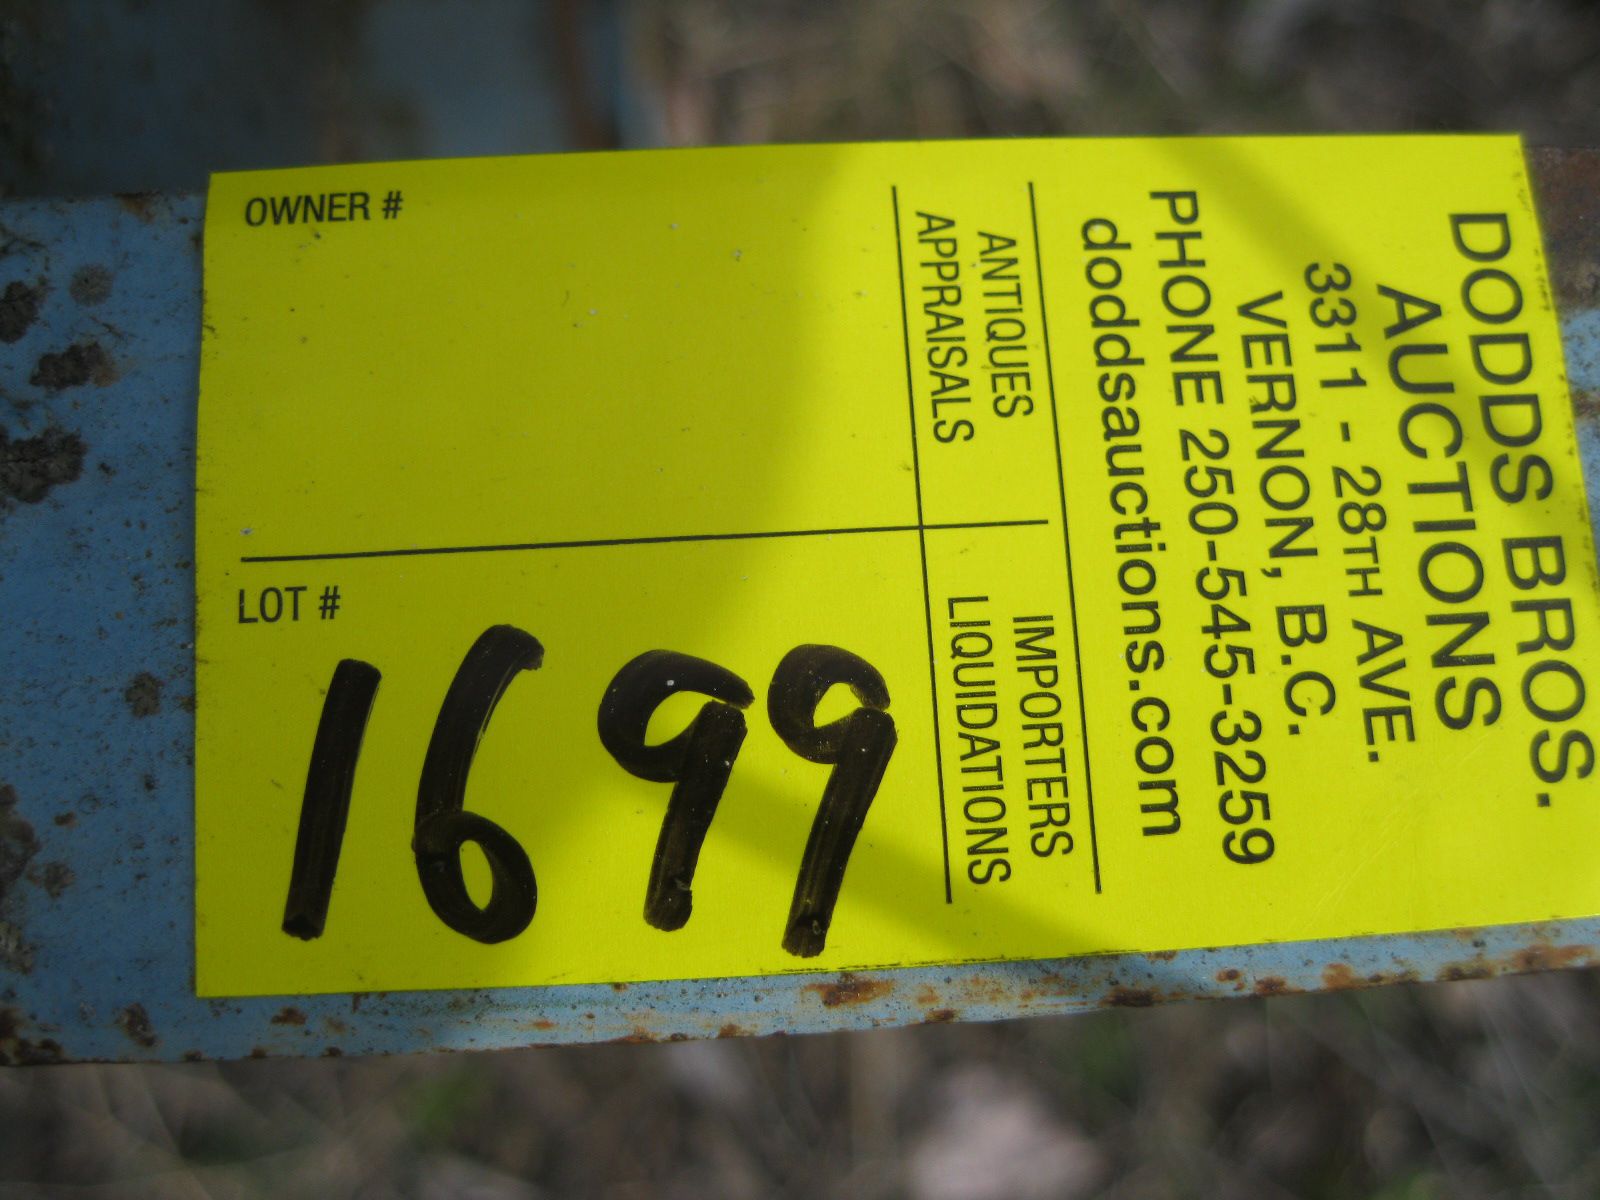 DODDS BROS.
AUCTIONS
3311 - 28TH AVE.
VERNON, B.C.
PHONE 250-545-3259
doddsauctions.com
ANTIQUES
APPRAISALS
IMPORTERS
LIQUIDATIONS
OWNER #
LOT #
1699